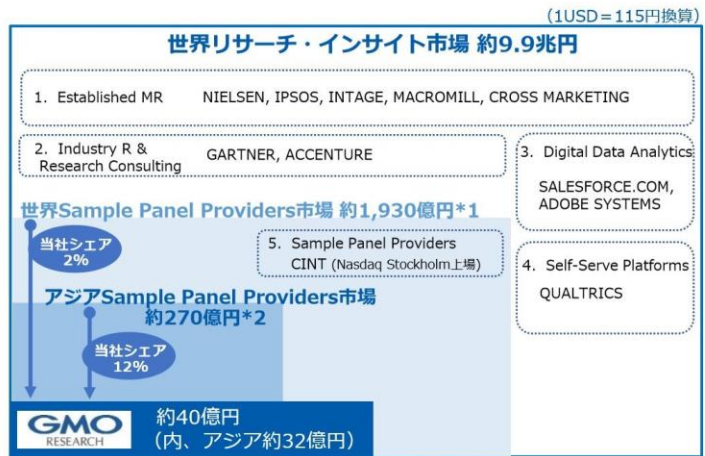 （1USD＝115円換算）
世界リサーチ・インサイト市場 約9.9兆円
1. Established MR NIELSEN, IPSOS, INTAGE, MACROMILL, CROSS MARKETING
2. Industry R &
Research Consulting
GARTNER, ACCENTURE
3. Digital Data Analytics
SALESFORCE.COM,
ADOBE SYSTEMS
世界Sample Panel Providers市場 約1,930億円*1
当社シェア
2%
5. Sample Panel Providers
CINT (Nasdaq Stockholm上場)
4. Self-Serve Platforms
QUALTRICS
アジアSample Panel Providers市場
約270億円*2
当社シェア
12%
GMO
RESEARCH
約40億円
（内、アジア約32億円）